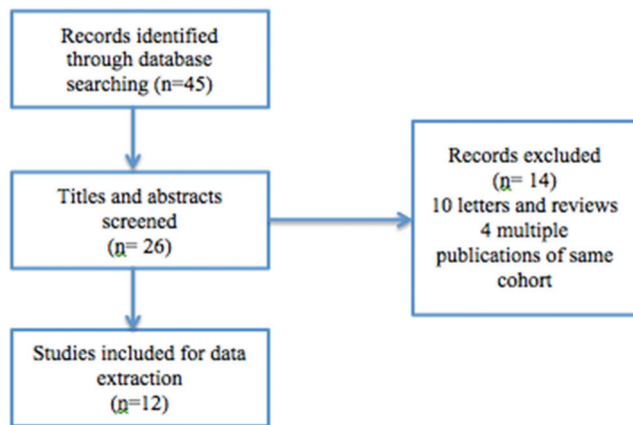 Records identified
through database
searching (n=45)
Titles and abstracts
screened
(n= 26)
Records excluded
(n= 14)
10 letters and reviews
4 multiple
publications of same
cohort
Studies included for data
extraction
(n=12)